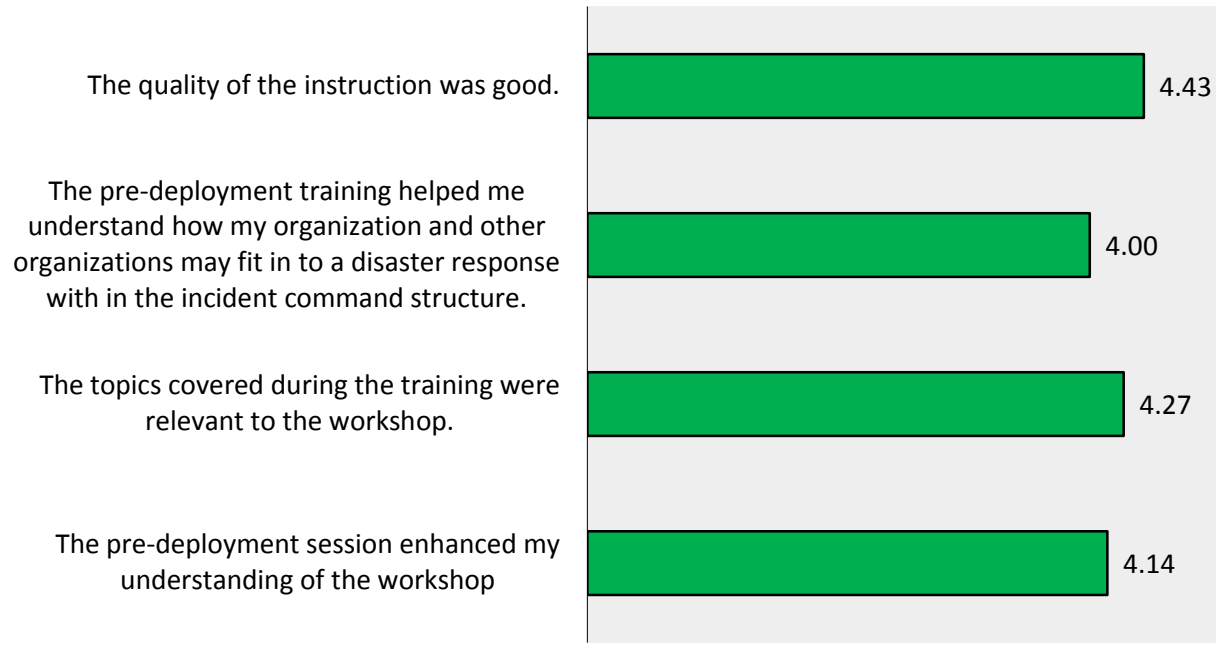 The quality of the instruction was good.
4.43
The pre-deployment training helped me
understand how my organization and other
organizations may fit in to a disaster response
with in the incident command structure.
4.00
The topics covered during the training were
relevant to the workshop.
4.27
The pre-deployment session enhanced my
understanding of the workshop
4.14